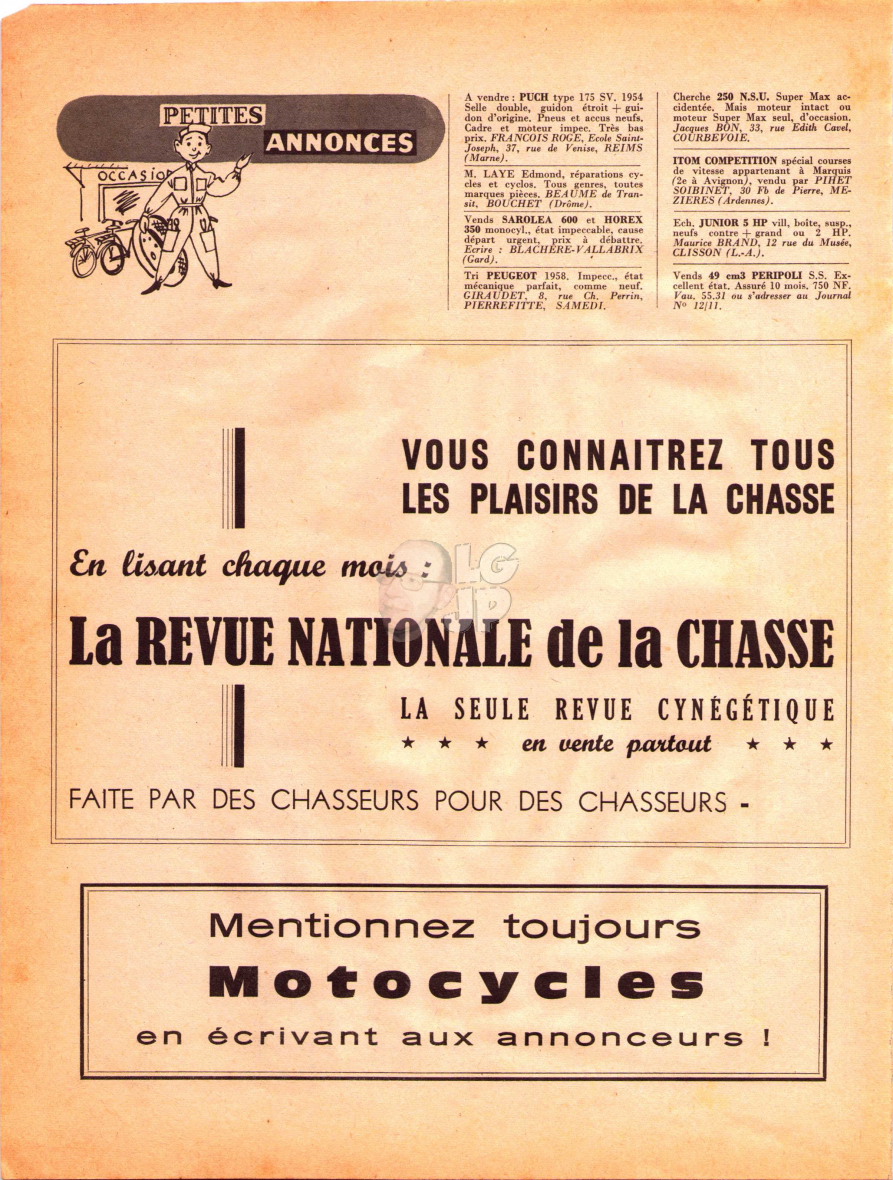 PETITES
ANNONCES
OCCASIO
A vendre : PUCH type 175 SV. 1954
Selle double, guidon étroit + gui-
don d'origine. Pneus et accus neufs.
Cadre et moteur impec. Très bas
prix. FRANCOIS ROGE, Ecole Saint-
Joseph, 37, rue de Venise, REIMS
(Marne).
M. LAYE Edmond, réparations cy-
cles et cyclos. Tous genres, toutes
marques pièces. BEAUME de Tran-
sit, BOUCHET (Drôme).
Vends SAROLEA 600 et HOREX
350 monocyl., état impeccable, cause
départ urgent, prix à débattre.
Ecrire : BLACHERE-VALLABRIX
(Gard).
Tri PEUGEOT 1958. Impecc., état
mécanique parfait, comme neuf.
GIRAUDET, 8, rue Ch. Perrin,
PIERREFITTE, SAMEDI.
Cherche 250 N.S.U. Super Max ac-
cidentée. Mais moteur intact ou
moteur Super Max seul, d'occasion.
Jacques BON, 33, rue Edith Cavel,
COURBEVOIE.
ITOM COMPETITION spécial courses
de vitesse appartenant à Marquis
(2e à Avignon), vendu par PIHET
SOIBINET, 30 Fb de Pierre, ME-
ZIERES (Ardennes).
Ech. JUNIOR 5 HP vill, boîte, susp.,
neufs contre + grand ou 2 HP.
Maurice BRAND, 12 rue du Musée,
CLISSON (L.-A.).
Vends 49 cm3 PERIPOLI S.S. Ex-
cellent état. Assuré 10 mois. 750 NF.
Vau. 55.31 ou s'adresser au Journal
N° 12/11.
VOUS CONNAITREZ TOUS
LES PLAISIRS DE LA CHASSE
En lisant chaque mois :
LG
IP
La REVUE NATIONALE de la CHASSE
LA SEULE REVUE CYNÉGÉTIQUE
★ ★ ★ en vente partout ★ ★ ★
FAITE PAR DES CHASSEURS POUR DES CHASSEURS -
Mentionnez toujours
Motocycles
en écrivant aux annonceurs !